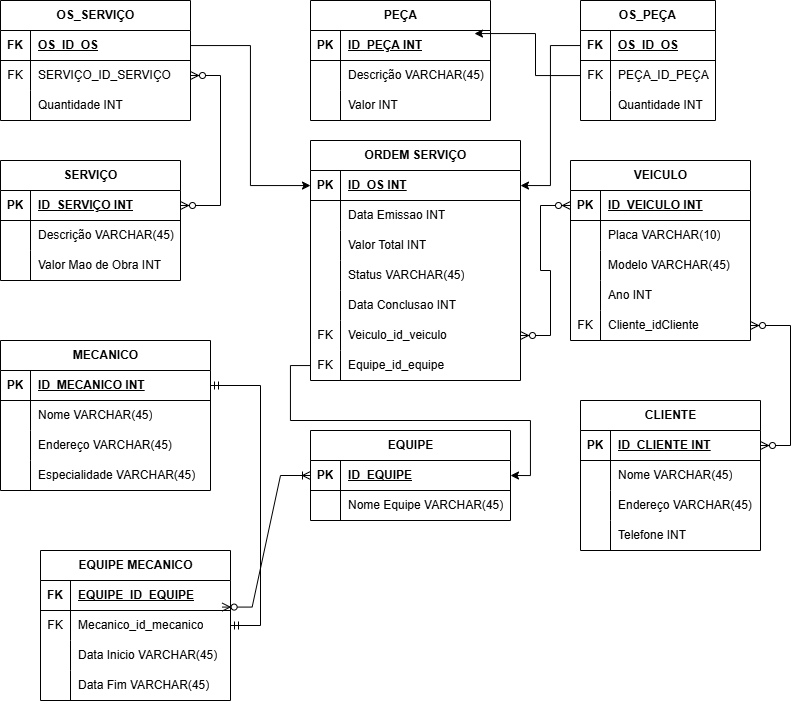 OS_SERVIÇO
FK OS_ID_OS
FK SERVIÇO_ID_SERVIÇO
Quantidade INT
PEÇA
PK ID_PEÇA INT
Descrição VARCHAR(45)
Valor INT
OS_PEÇA
FK OS_ID_OS
FK PEÇA_ID_PEÇA
Quantidade INT
SERVIÇO
PK ID_SERVIÇO INT
Descrição VARCHAR(45)
Valor Mao de Obra INT
ORDEM SERVIÇO
PK ID_OS INT
Data Emissao INT
Valor Total INT
Status VARCHAR(45)
Data Conclusao INT
FK Veiculo_id_veiculo
FK Equipe_id_equipe
VEICULO
PK ID_VEICULO INT
Placa VARCHAR(10)
Modelo VARCHAR(45)
Ano INT
FK Cliente_idCliente
MECANICO
PK ID_MECANICO INT
Nome VARCHAR(45)
Endereço VARCHAR(45)
Especialidade VARCHAR(45)
EQUIPE
PK ID_EQUIPE
Nome Equipe VARCHAR(45)
CLIENTE
PK ID_CLIENTE INT
Nome VARCHAR(45)
Endereço VARCHAR(45)
Telefone INT
EQUIPE MECANICO
FK EQUIPE_ID_EQUIPE
FK Mecanico_id_mecanico
Data Inicio VARCHAR(45)
Data Fim VARCHAR(45)